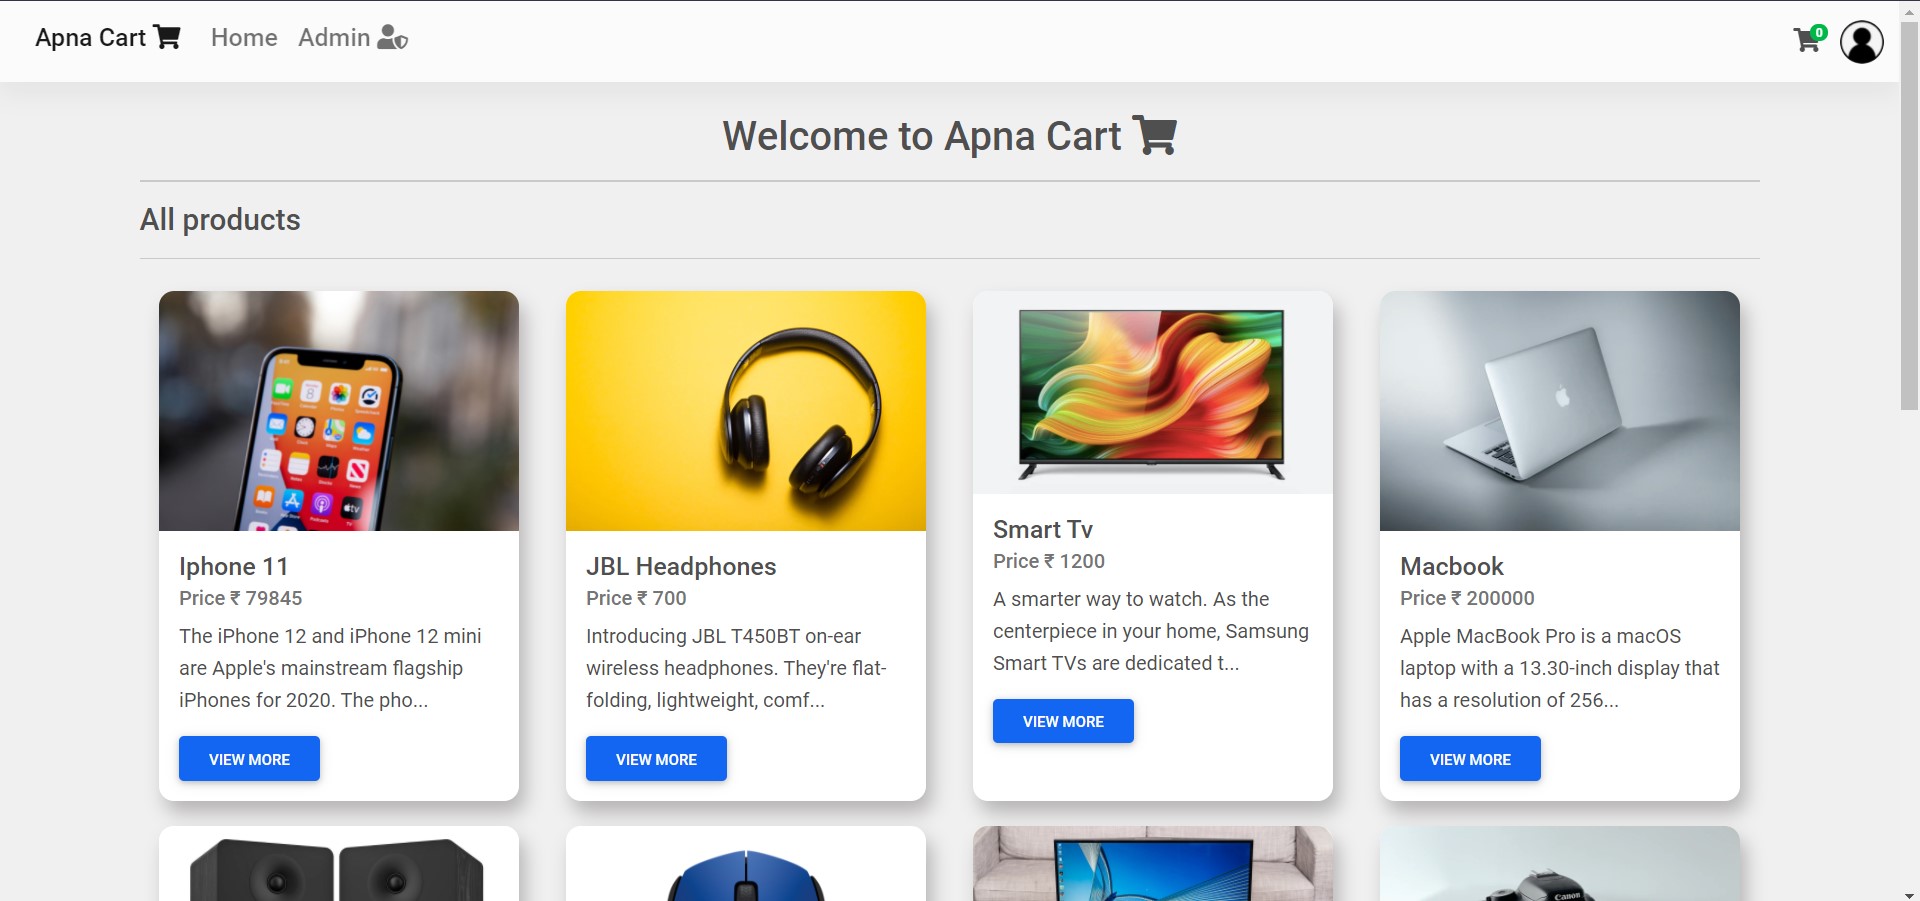 Apna Cart Home Admin
0
Welcome to Apna Cart
All products
Iphone 11
Price ₹ 79845
The iPhone 12 and iPhone 12 mini
are Apple's mainstream flagship
iPhones for 2020. The pho...
VIEW MORE
JBL Headphones
Price ₹ 700
Introducing JBL T450BT on-ear
wireless headphones. They're flat-
folding, lightweight, comf...
VIEW MORE
Smart Tv
Price ₹ 1200
A smarter way to watch. As the
centerpiece in your home, Samsung
Smart TVs are dedicated t...
VIEW MORE
Macbook
Price ₹ 200000
Apple MacBook Pro is a macOS
laptop with a 13.30-inch display that
has a resolution of 256...
VIEW MORE
Canon